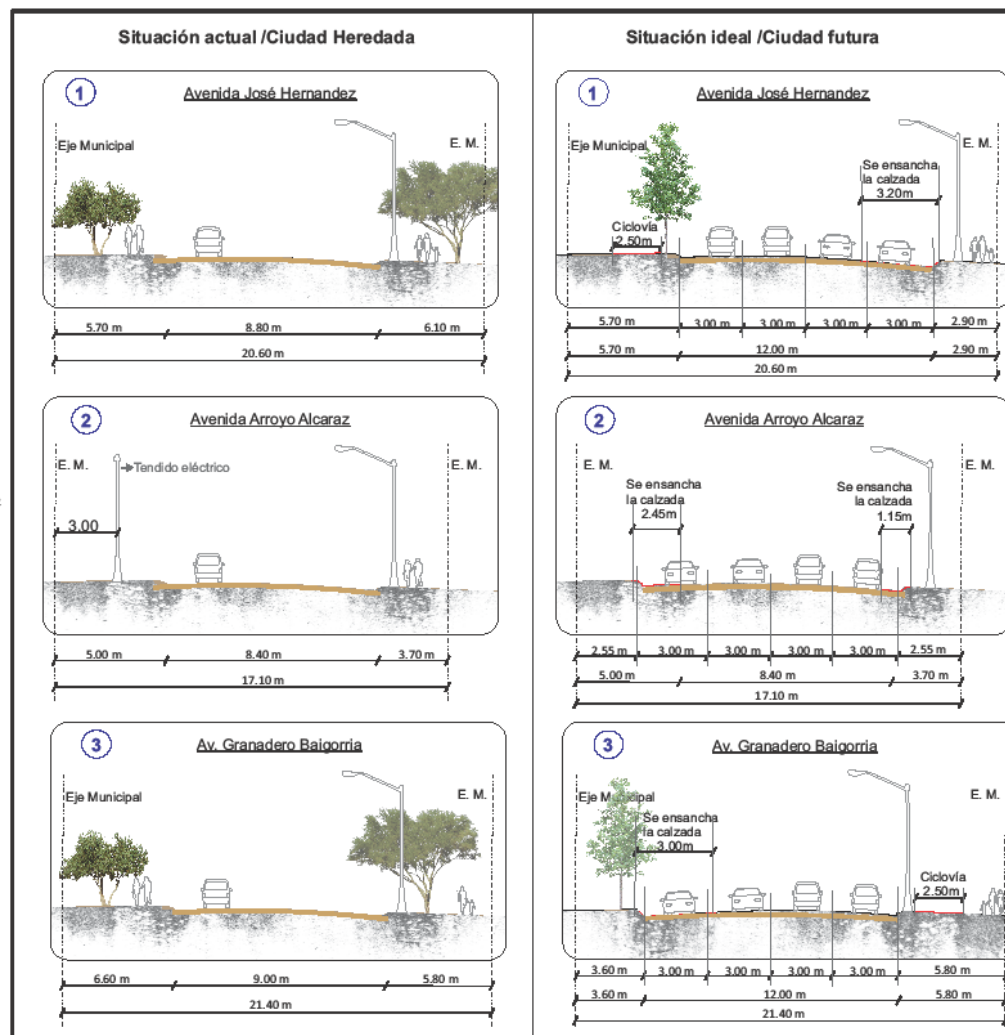 Situación actual /Ciudad Heredada
1
Avenida José Hernandez
Eje Municipal
E. M.
5.70 m
8.80 m
6.10 m
20.60 m
2
Avenida Arroyo Alcaraz
E. M.
Tendido eléctrico
E. M.
3.00
5.00 m
8.40 m
3.70 m
17.10 m
3
Av. Granadero Baigorria
Eje Municipal
E. M.
6.60 m
9.00 m
5.80 m
21.40 m
Situación ideal /Ciudad futura
1
Avenida José Hernandez
Eje Municipal
E. M.
Se ensancha
la calzada
3.20m
Ciclovía
2.50m
5.70 m
3.00 m
3.00 m
3.00 m
3.00 m
2.90 m
5.70 m
12.00 m
2.90 m
20.60 m
2
Avenida Arroyo Alcaraz
E. M.
E. M.
Se ensancha
la calzada
2.45m
Se ensancha
la calzada
1.15m
2.55 m
3.00 m
3.00 m
3.00 m
3.00 m
2.55 m
5.00 m
8.40 m
3.70 m
17.10 m
3
Av. Granadero Baigorria
Eje Municipal
E. M.
Se ensancha
la calzada
3.00m
Ciclovía
2.50m
3.60 m
3.00 m
3.00 m
3.00 m
3.00 m
5.80 m
3.60 m
12.00 m
5.80 m
21.40 m